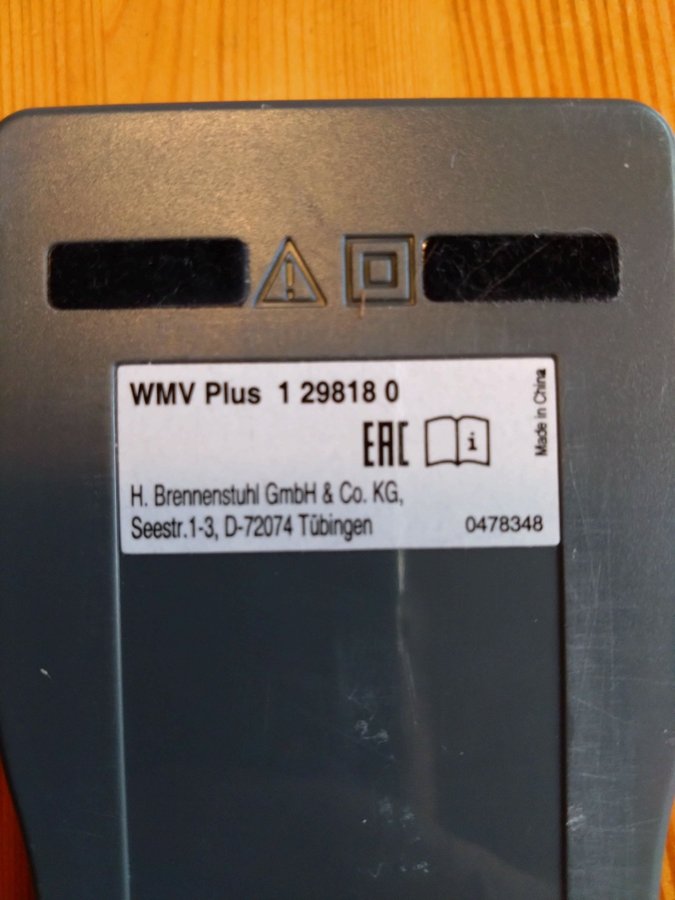 WMV Plus 1 29818 0
EAC i
Made in China
H. Brennenstuhl GmbH & Co. KG,
Seestr.1-3, D-72074 Tübingen 0478348